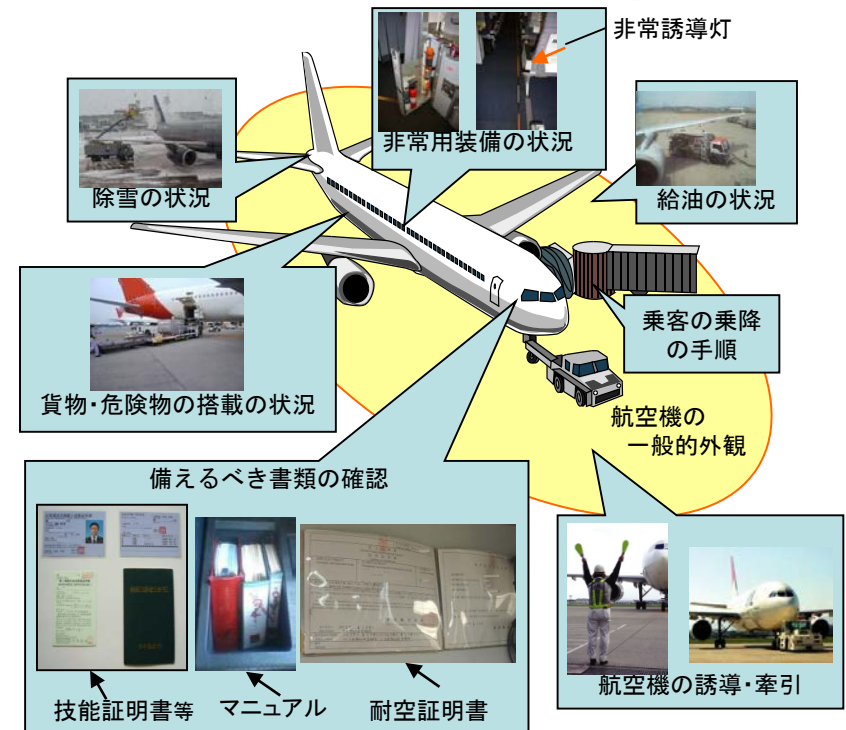 非常誘導灯
非常用装備の状況
除雪の状況
給油の状況
乗客の乗降
の手順
貨物・危険物の搭載の状況
航空機の
一般的外観
備えるべき書類の確認
技能証明書等
マニュアル
耐空証明書
航空機の誘導・牽引